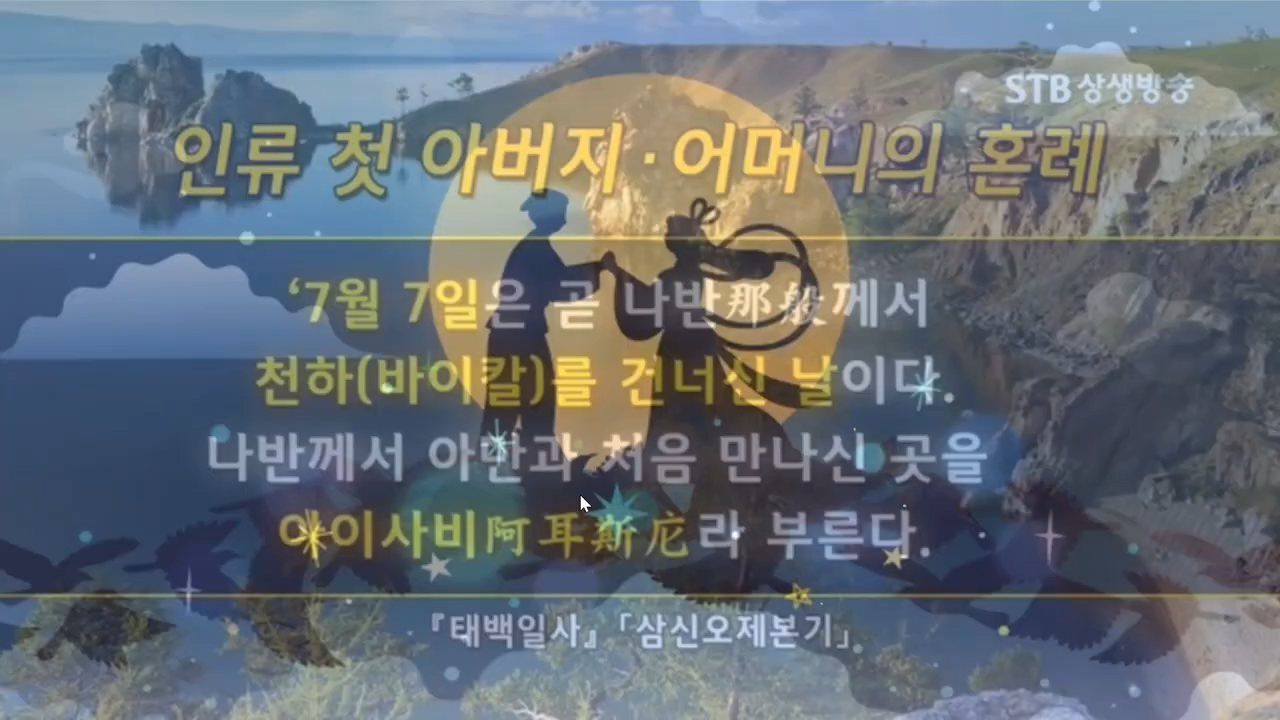 STB 상생방송
인류 첫 아버지·어머니의 혼례
‘7월 7일은 곧 나반那般께서
천하(바이칼)를 건너신 날이다.
나반께서 아만과 처음 만나신 곳을
아이사비阿耳斯庀라 부른다.
『태백일사』「삼신오제본기」